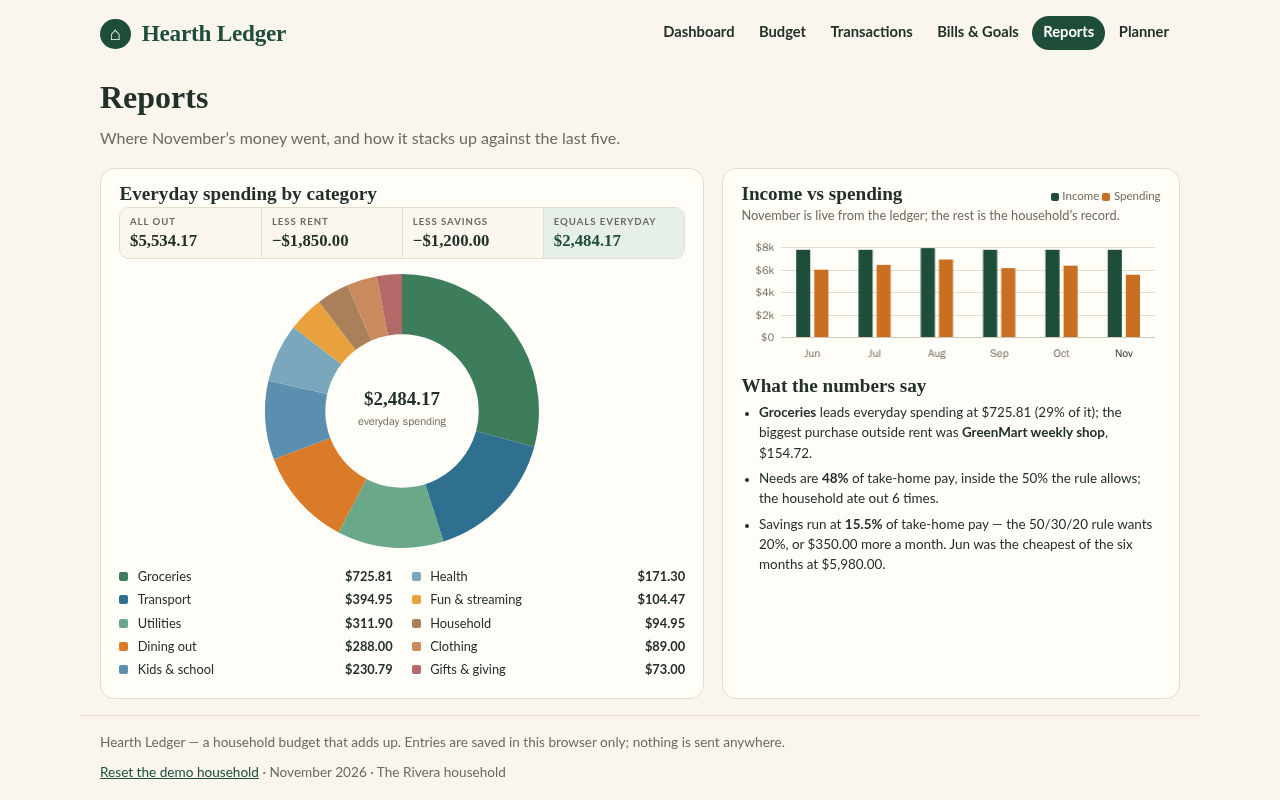 ⌂ Hearth Ledger
Dashboard Budget Transactions Bills & Goals Reports Planner
Reports
Where November’s money went, and how it stacks up against the last five.
Everyday spending by category
ALL OUT
$5,534.17
LESS RENT
−$1,850.00
LESS SAVINGS
−$1,200.00
EQUALS EVERYDAY
$2,484.17
$2,484.17
everyday spending
Groceries $725.81
Transport $394.95
Utilities $311.90
Dining out $288.00
Kids & school $230.79
Health $171.30
Fun & streaming $104.47
Household $94.95
Clothing $89.00
Gifts & giving $73.00
Income vs spending
Income Spending
November is live from the ledger; the rest is the household’s record.
$8k
$6k
$4k
$2k
$0
Jun Jul Aug Sep Oct Nov
What the numbers say
• Groceries leads everyday spending at $725.81 (29% of it); the
biggest purchase outside rent was GreenMart weekly shop,
$154.72.
• Needs are 48% of take-home pay, inside the 50% the rule allows;
the household ate out 6 times.
• Savings run at 15.5% of take-home pay — the 50/30/20 rule wants
20%, or $350.00 more a month. Jun was the cheapest of the six
months at $5,980.00.
Hearth Ledger — a household budget that adds up. Entries are saved in this browser only; nothing is sent anywhere.
Reset the demo household · November 2026 · The Rivera household